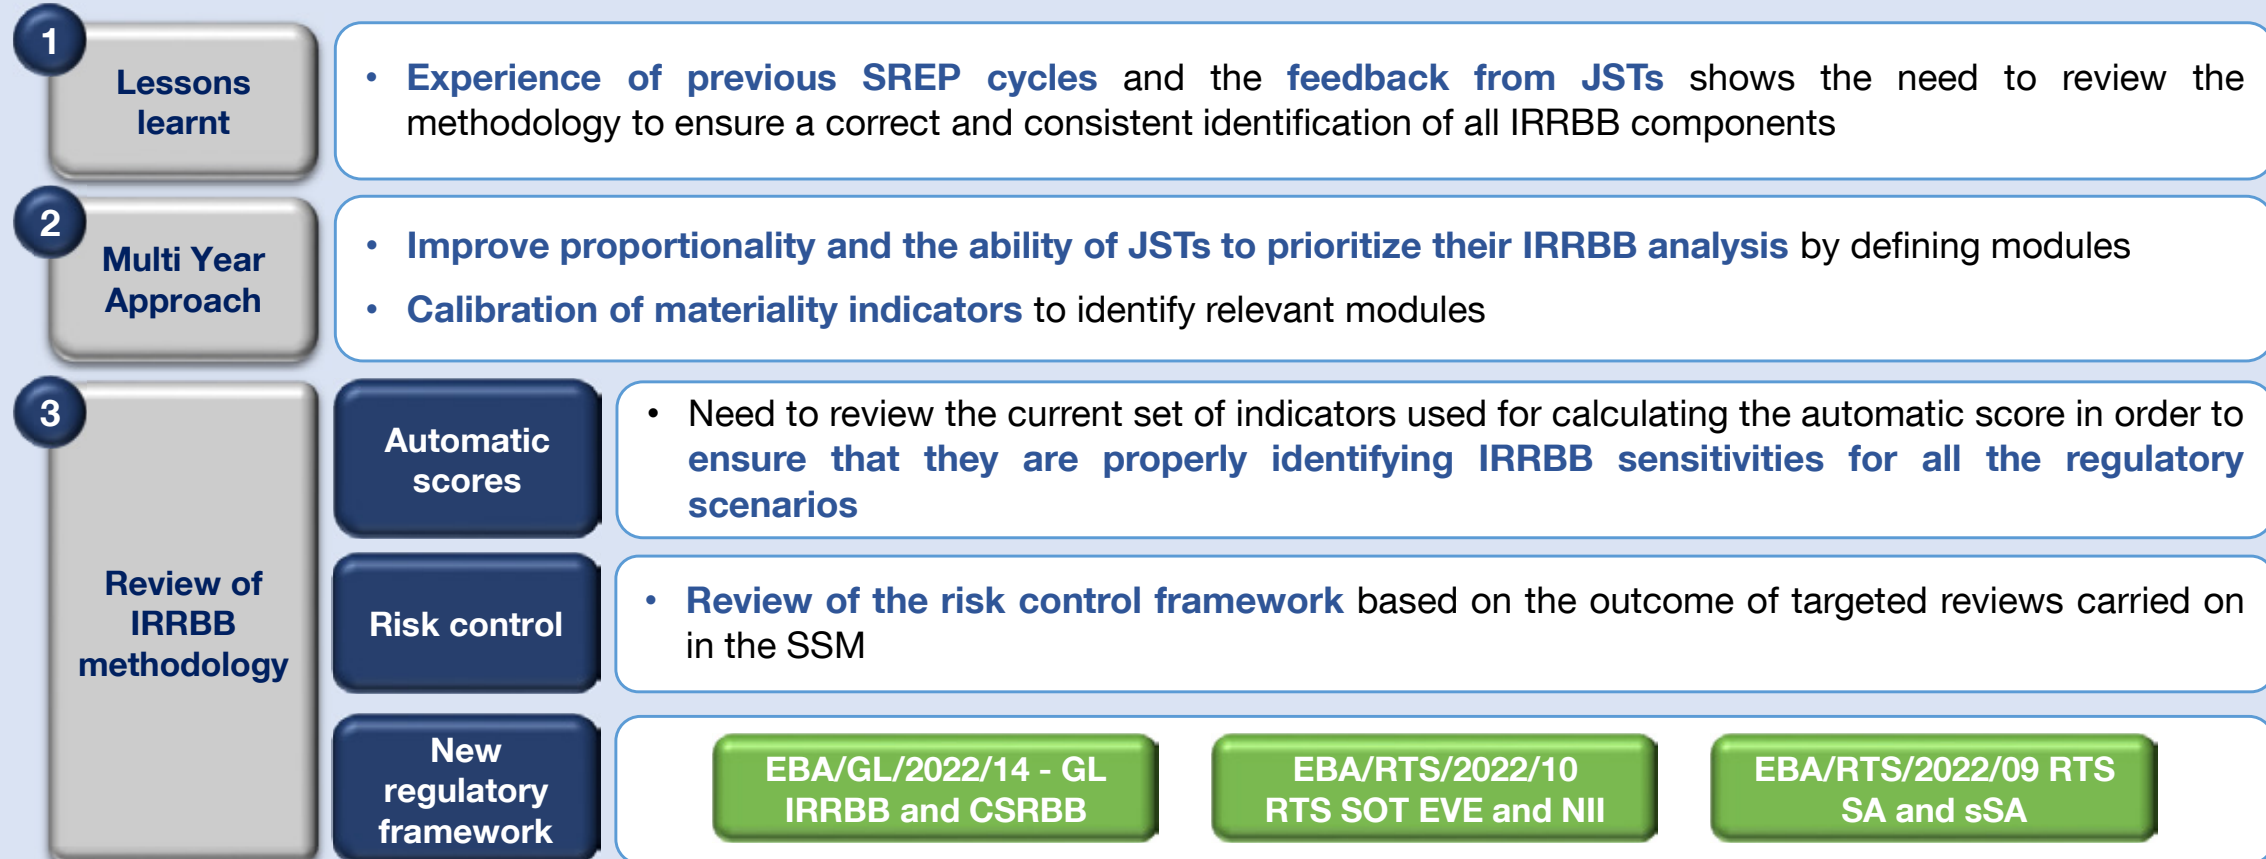 1
Lessons
learnt
• Experience of previous SREP cycles and the feedback from JSTs shows the need to review the
methodology to ensure a correct and consistent identification of all IRRBB components
2
Multi Year
Approach
• Improve proportionality and the ability of JSTs to prioritize their IRRBB analysis by defining modules
• Calibration of materiality indicators to identify relevant modules
3
Review of
IRRBB
methodology
Automatic
scores
• Need to review the current set of indicators used for calculating the automatic score in order to
ensure that they are properly identifying IRRBB sensitivities for all the regulatory
scenarios
Risk control
• Review of the risk control framework based on the outcome of targeted reviews carried on
in the SSM
New
regulatory
framework
EBA/GL/2022/14 - GL
IRRBB and CSRBB
EBA/RTS/2022/10
RTS SOT EVE and NII
EBA/RTS/2022/09 RTS
SA and sSA